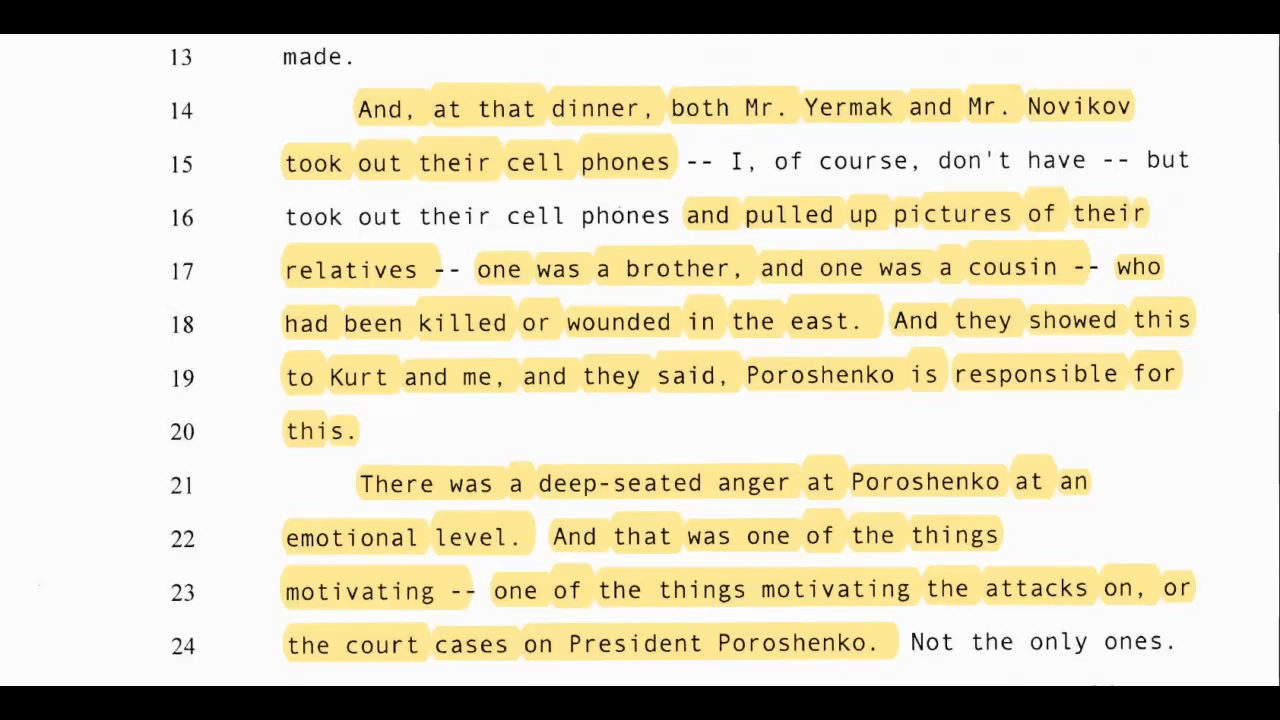 13 made.
14 And, at that dinner, both Mr. Yermak and Mr. Novikov
15 took out their cell phones -- I, of course, don't have -- but
16 took out their cell phones and pulled up pictures of their
17 relatives -- one was a brother, and one was a cousin -- who
18 had been killed or wounded in the east. And they showed this
19 to Kurt and me, and they said, Poroshenko is responsible for
20 this.
21 There was a deep-seated anger at Poroshenko at an
22 emotional level. And that was one of the things
23 motivating -- one of the things motivating the attacks on, or
24 the court cases on President Poroshenko. Not the only ones.